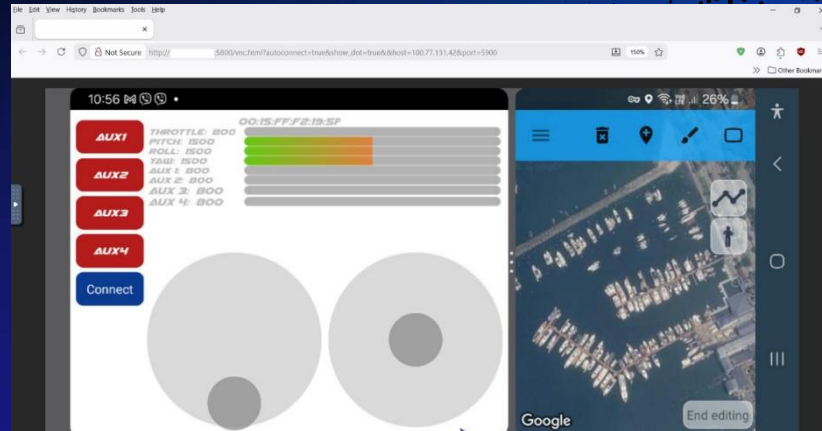 File Edit View History Bookmarks Tools Help
Not Secure http:// :5800/vnc.html?autoconnect=true&show_dot=true&&host=100.77.131.42&port=5900
150%
Other Bookmar
10:56
26%
00:15:FF:F2:19:5F
AUX1
AUX2
AUX3
AUX4
Connect
THROTTLE: 800
PITCH: 1500
ROLL: 1500
YAW: 1500
AUX 1: 800
AUX 2: 800
AUX 3: 800
AUX 4: 800
Google
End editing